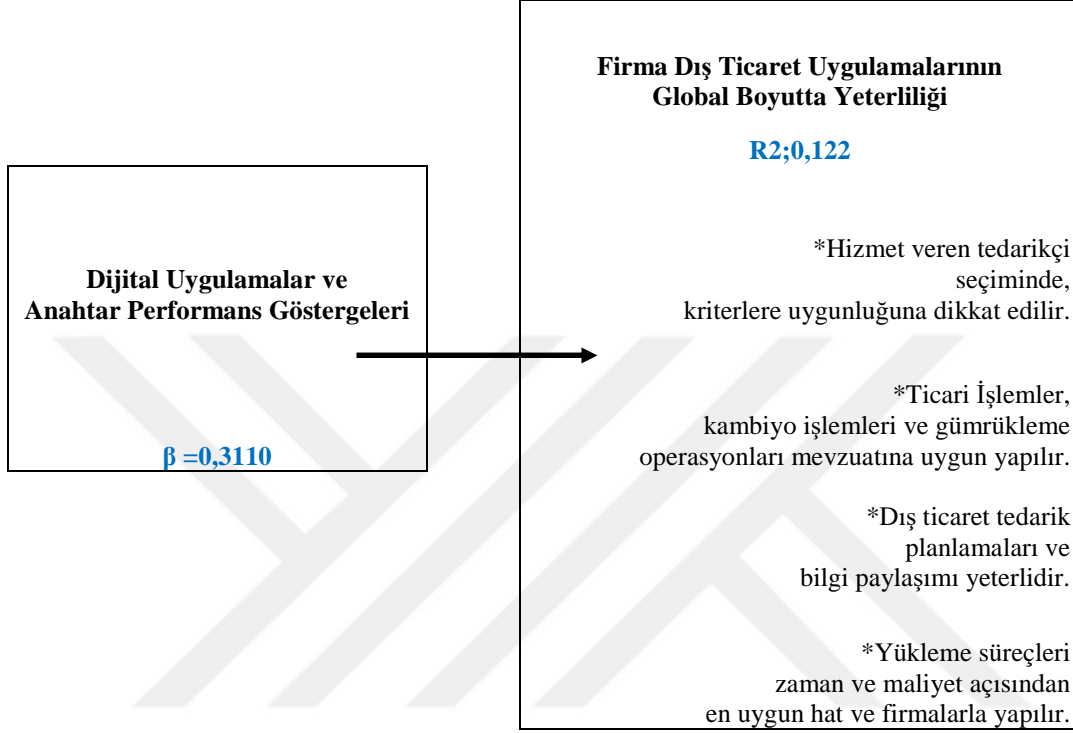 Firma Dış Ticaret Uygulamalarının
Global Boyutta Yeterliliği
R2;0,122
Dijital Uygulamalar ve
Anahtar Performans Göstergeleri
β =0,3110
*Hizmet veren tedarikçi
seçiminde,
kriterlere uygunluğuna dikkat edilir.
*Ticari İşlemler,
kambiyo işlemleri ve gümrükleme
operasyonları mevzuatına uygun yapılır.
*Dış ticaret tedarik
planlamaları ve
bilgi paylaşımı yeterlidir.
*Yükleme süreçleri
zaman ve maliyet açısından
en uygun hat ve firmalarla yapılır.